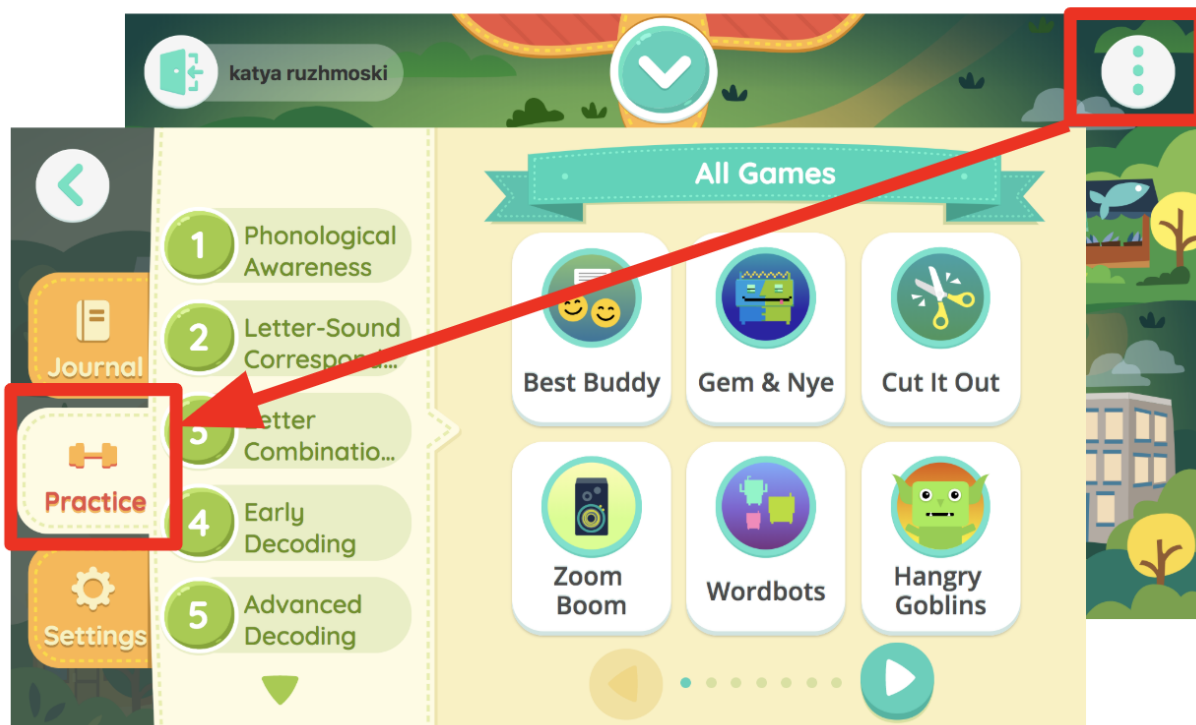 katya ruzhmoski
All Games
Journal
Practice
Settings
1
Phonological
Awareness
2
Letter-Sound
Correspond...
3
Letter
Combinatio...
4
Early
Decoding
5
Advanced
Decoding
Best Buddy
Gem & Nye
Cut It Out
Zoom
Boom
Wordbots
Hangry
Goblins